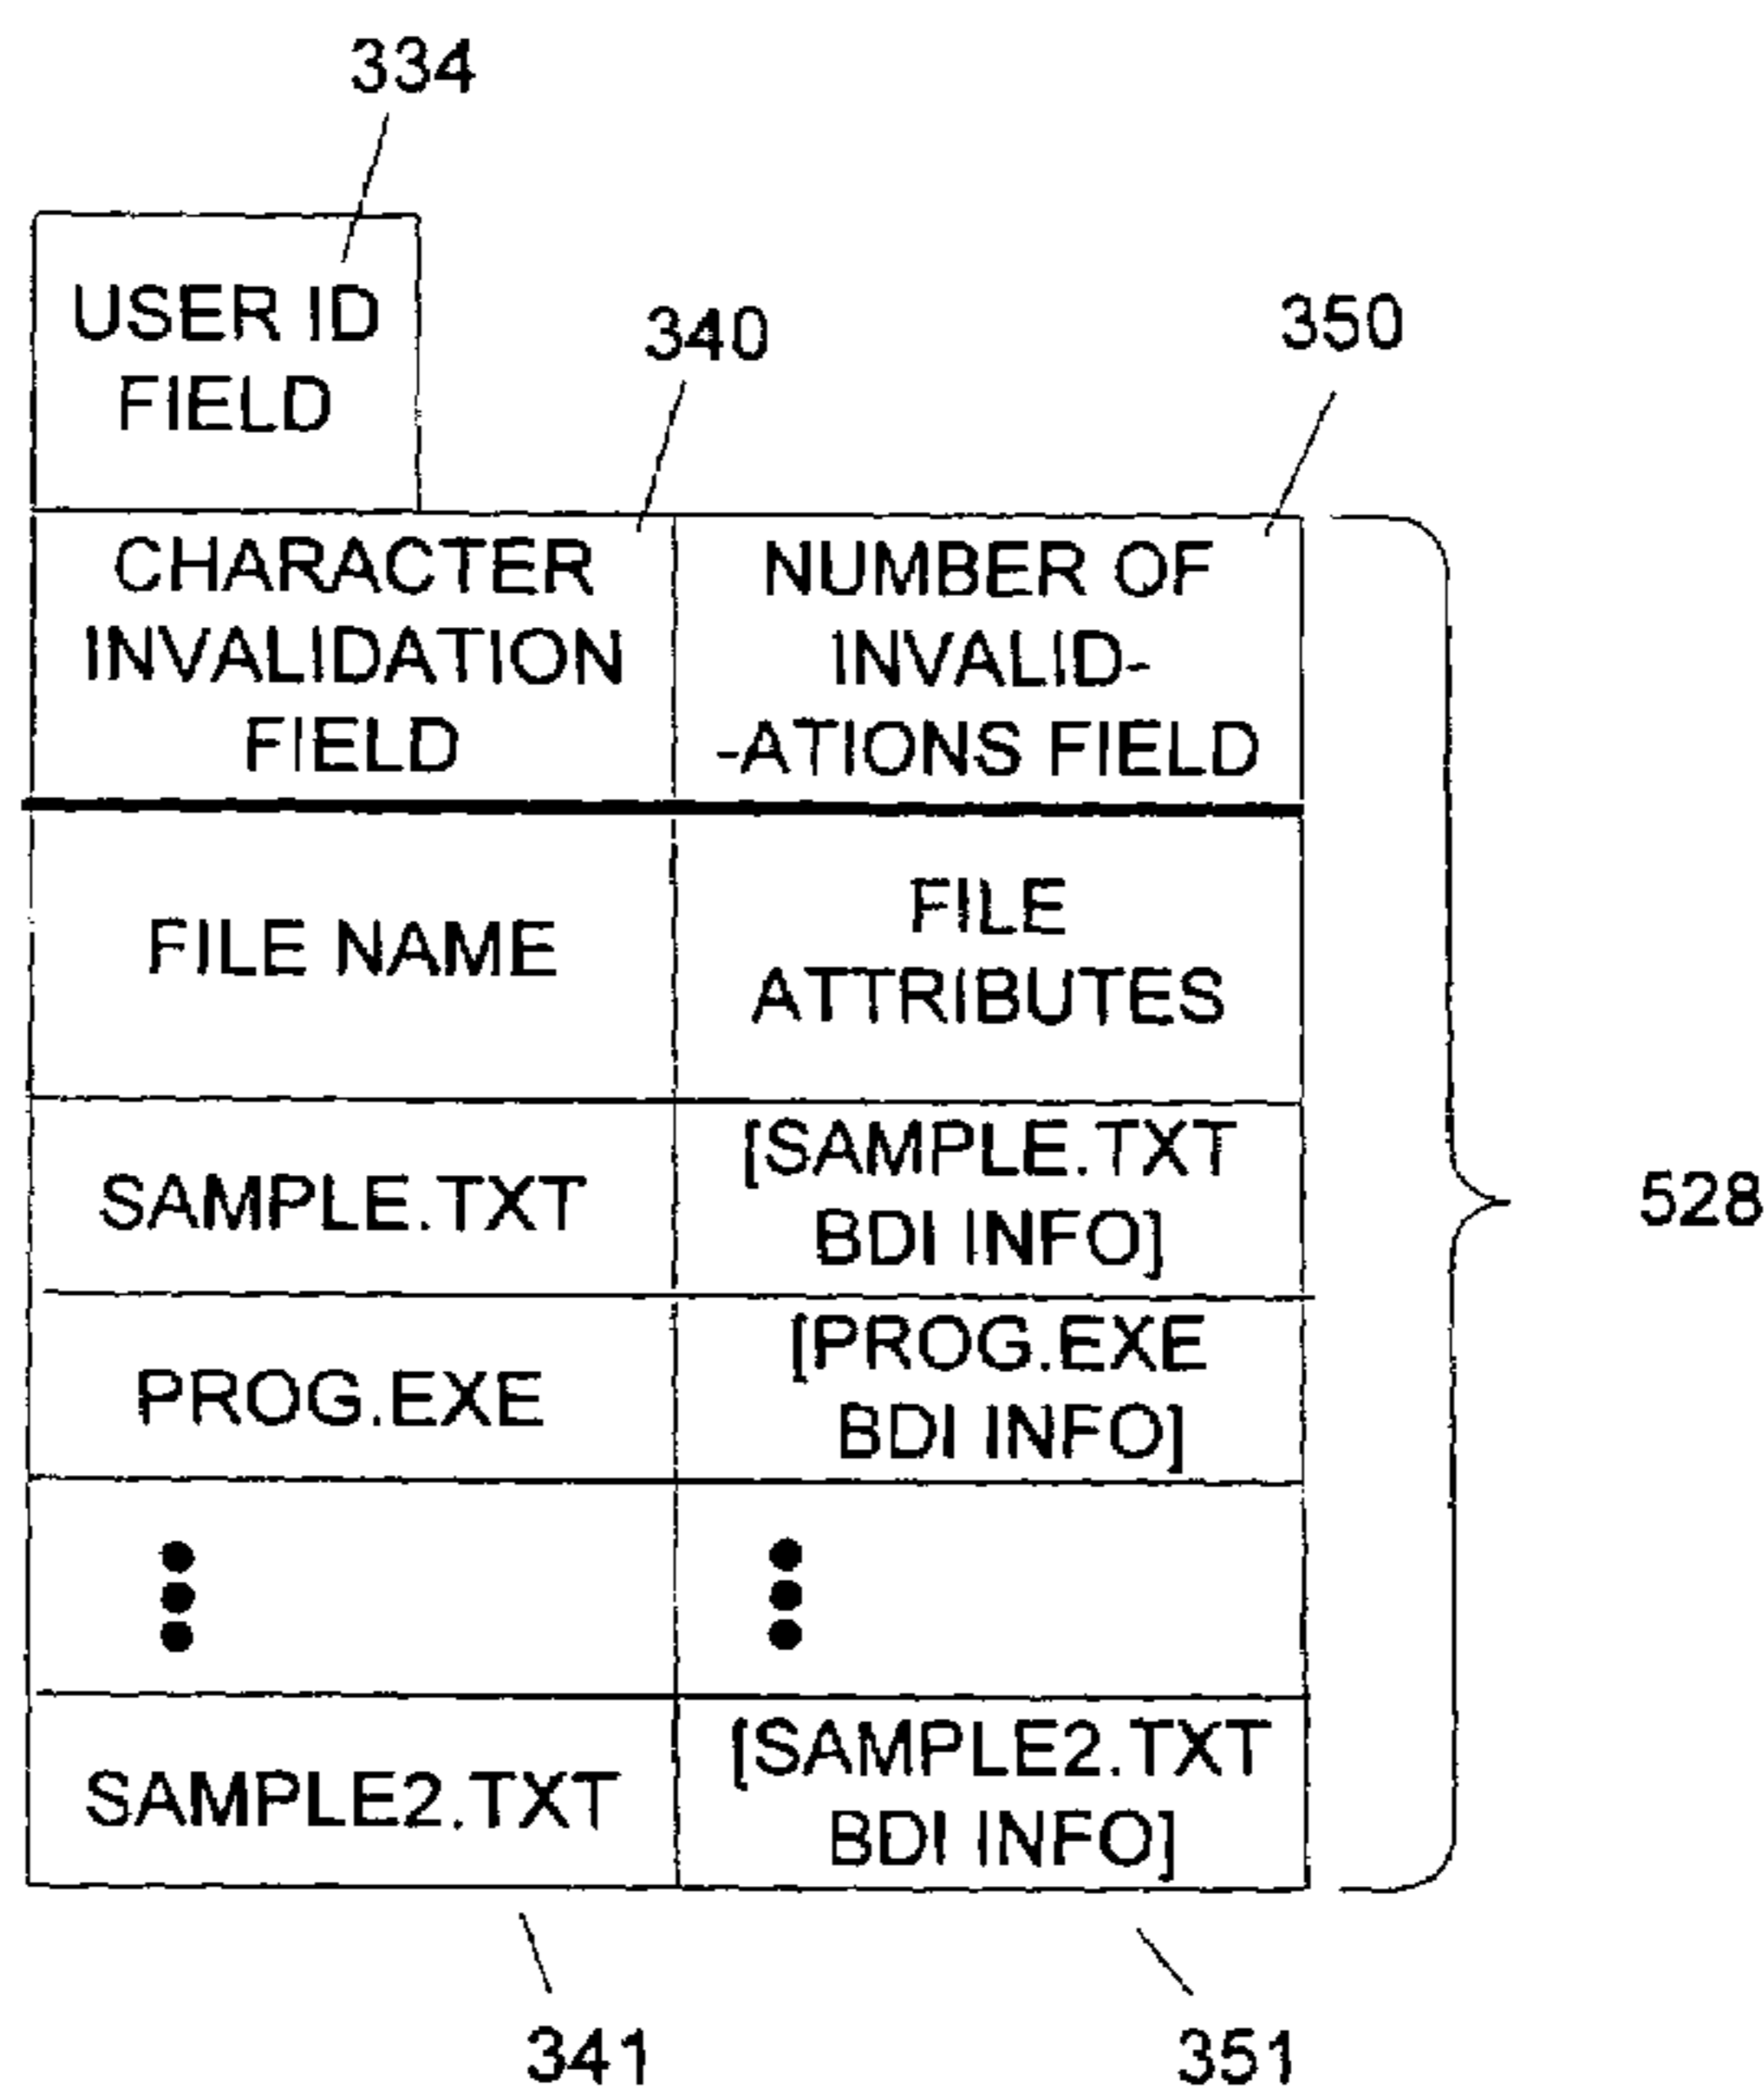 334
USER ID
FIELD
340
350
CHARACTER
INVALIDATION
FIELD
NUMBER OF
INVALID-
-ATIONS FIELD
FILE NAME
FILE
ATTRIBUTES
SAMPLE.TXT
[SAMPLE.TXT
BDI INFO]
PROG.EXE
[PROG.EXE
BDI INFO]
SAMPLE2.TXT
[SAMPLE2.TXT
BDI INFO]
528
341
351